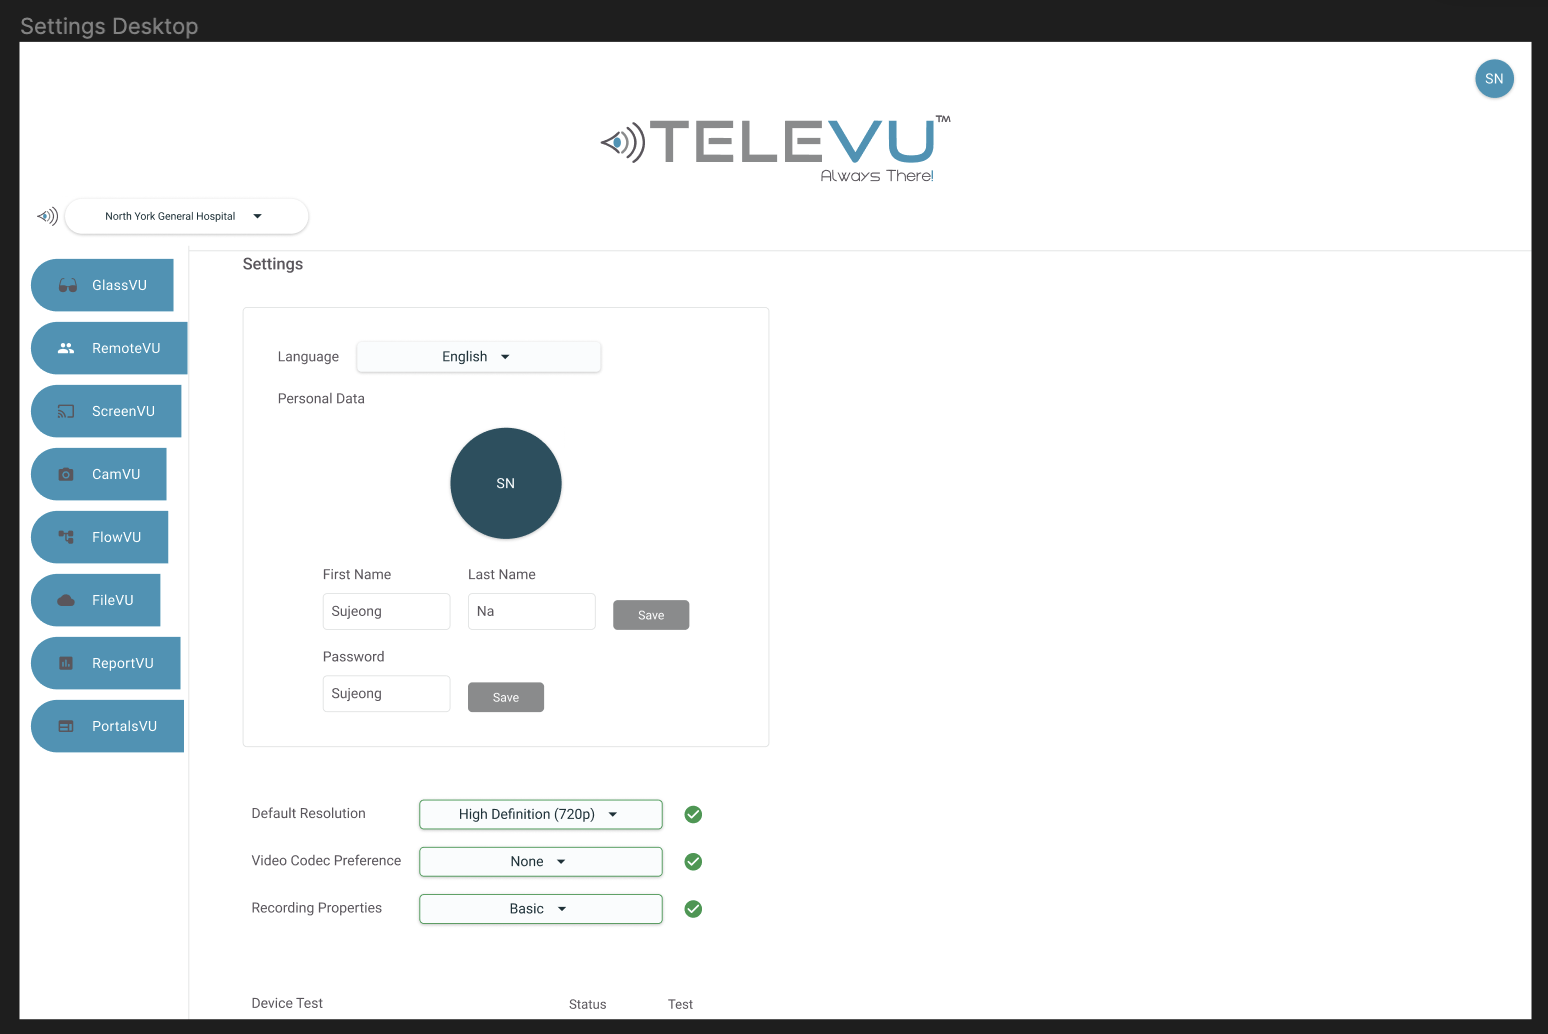 Settings Desktop
SN
TELEVU™
Always There!
North York General Hospital
Settings
GlassVU
RemoteVU
ScreenVU
CamVU
FlowVU
FileVU
ReportVU
PortalsVU
Language English
Personal Data
SN
First Name Last Name
Sujeong Na Save
Password
Sujeong Save
Default Resolution High Definition (720p)
Video Codec Preference None
Recording Properties Basic
Device Test Status Test